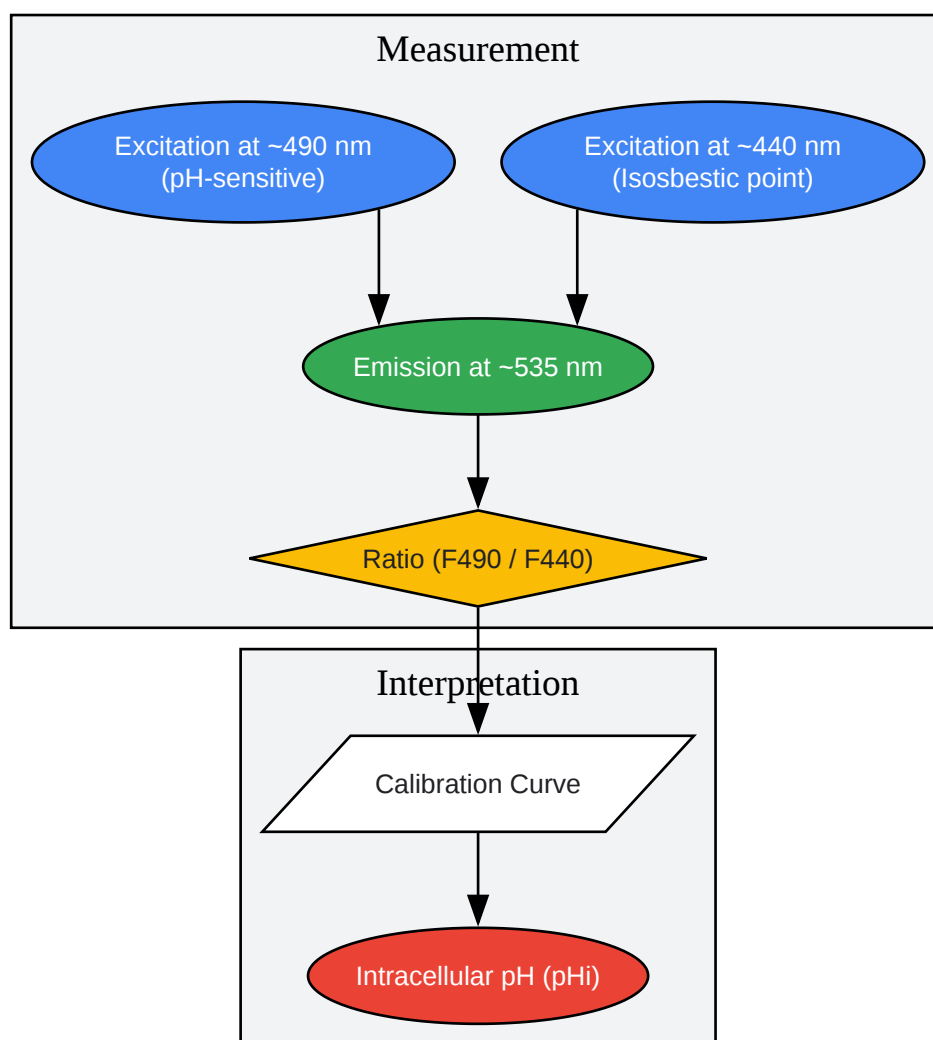 Measurement
Excitation at ~490 nm
(pH-sensitive)
Excitation at ~440 nm
(Isosbestic point)
Emission at ~535 nm
Ratio (F490 / F440)
Interpretation
Calibration Curve
Intracellular pH (pHi)